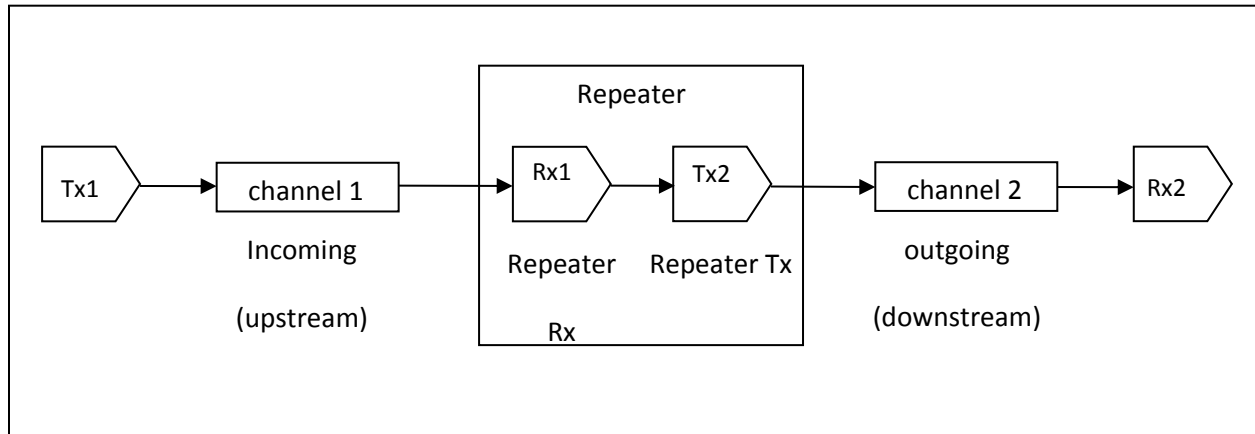 Repeater
Tx1
channel 1
Rx1
Tx2
channel 2
Rx2
Incoming
(upstream)
Repeater
Rx
Repeater Tx
outgoing
(downstream)